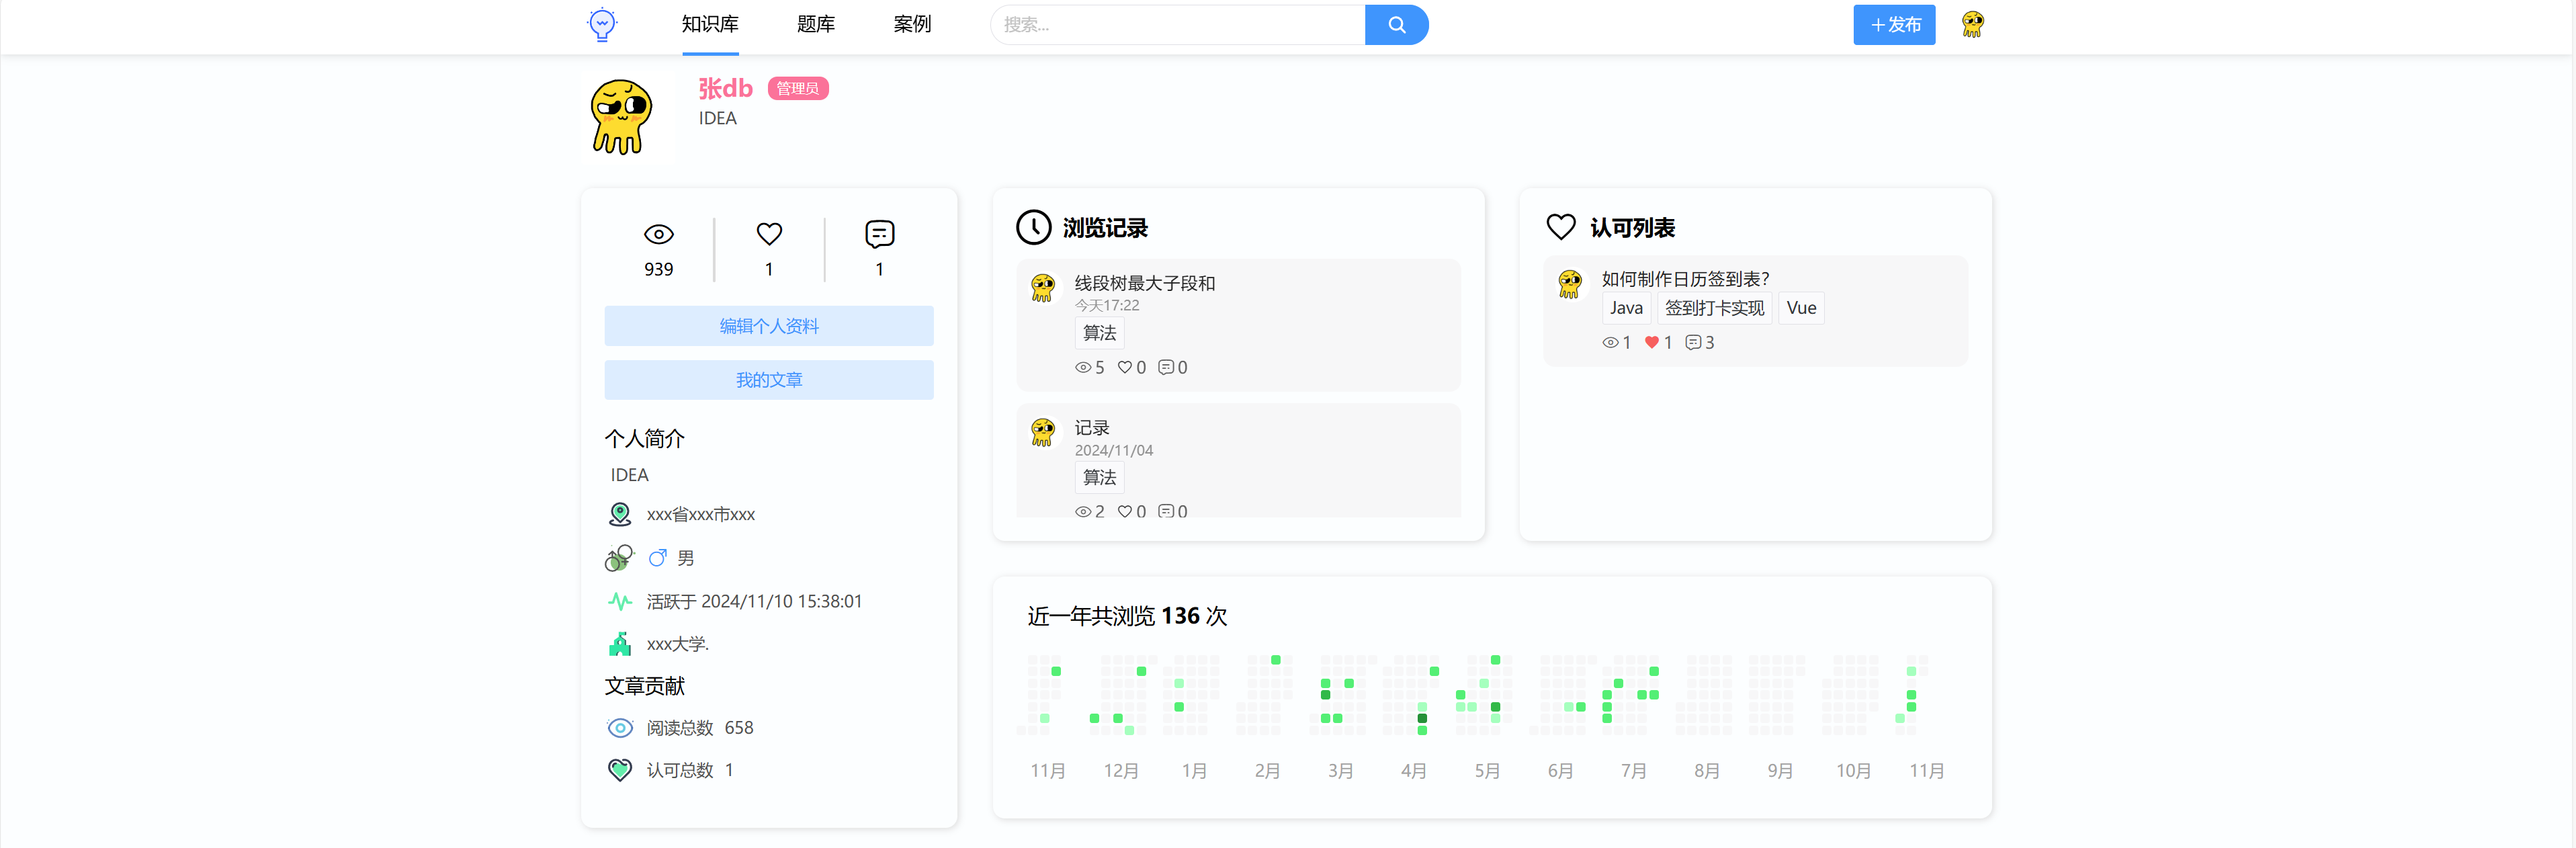 知识库 题库 案例 搜索... ＋发布
张db 管理员
IDEA
939 1 1
编辑个人资料
我的文章
个人简介
IDEA
xxx省xxx市xxx
男
活跃于 2024/11/10 15:38:01
xxx大学.
文章贡献
阅读总数 658
认可总数 1
浏览记录
线段树最大子段和
今天17:22
算法
5 0 0
记录
2024/11/04
算法
2 0 0
认可列表
如何制作日历签到表?
Java 签到打卡实现 Vue
1 1 3
近一年共浏览 136 次
11月 12月 1月 2月 3月 4月 5月 6月 7月 8月 9月 10月 11月